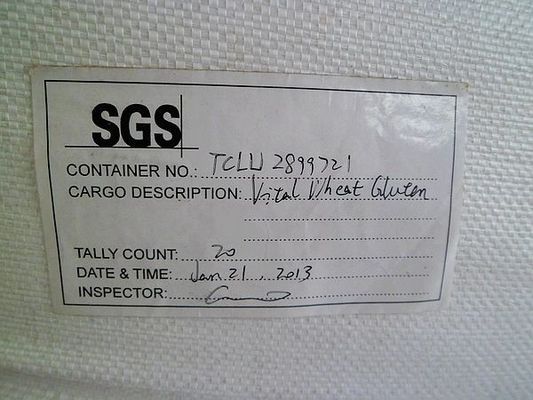 SGS
CONTAINER NO.: TCLU 2899721
CARGO DESCRIPTION: Vital Wheat Gluten
TALLY COUNT: 20
DATE & TIME: Jan 21, 2013
INSPECTOR: